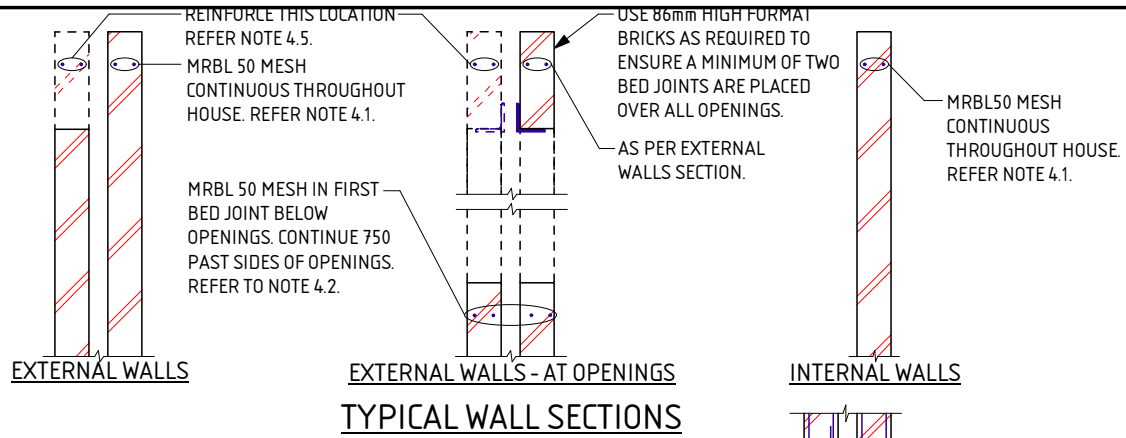 REINFORCE THIS LOCATION
REFER NOTE 4.5.
MRBL 50 MESH
CONTINUOUS THROUGHOUT
HOUSE. REFER NOTE 4.1.
MRBL 50 MESH IN FIRST
BED JOINT BELOW
OPENINGS. CONTINUE 750
PAST SIDES OF OPENINGS.
REFER TO NOTE 4.2.
USE 86mm HIGH FORMAT
BRICKS AS REQUIRED TO
ENSURE A MINIMUM OF TWO
BED JOINTS ARE PLACED
OVER ALL OPENINGS.
AS PER EXTERNAL
WALLS SECTION.
MRBL50 MESH
CONTINUOUS
THROUGHOUT HOUSE.
REFER NOTE 4.1.
EXTERNAL WALLS
EXTERNAL WALLS - AT OPENINGS
INTERNAL WALLS
TYPICAL WALL SECTIONS